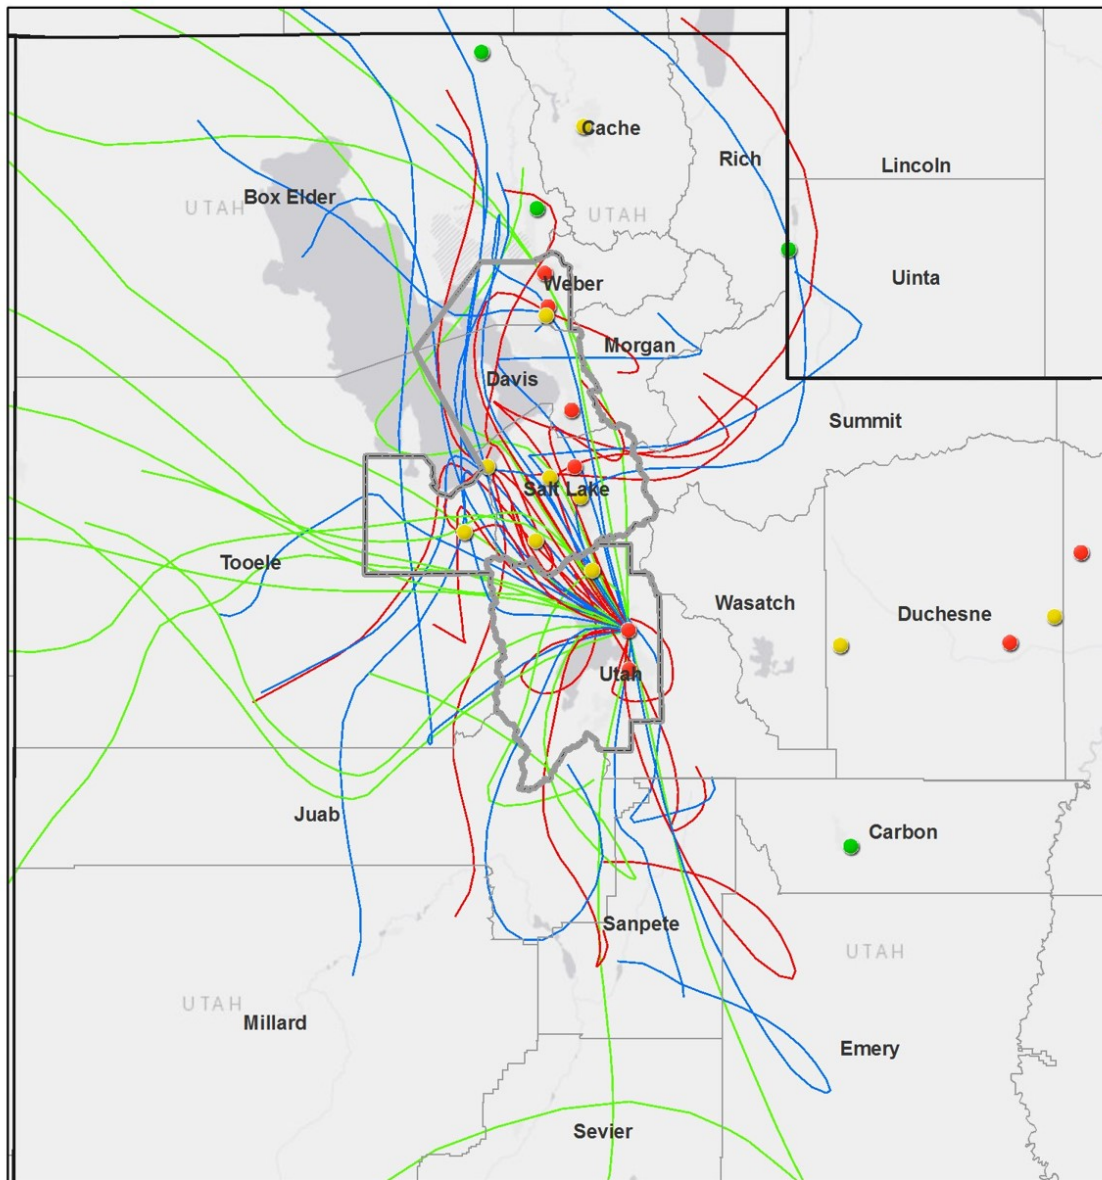 Cache
Rich
Lincoln
UTAH
Box Elder
UTAH
Uinta
Weber
Morgan
Davis
Summit
Salt Lake
Tooele
Wasatch
Duchesne
Utah
Juab
Carbon
Sanpete
UTAH
UTAH
Millard
Emery
Sevier